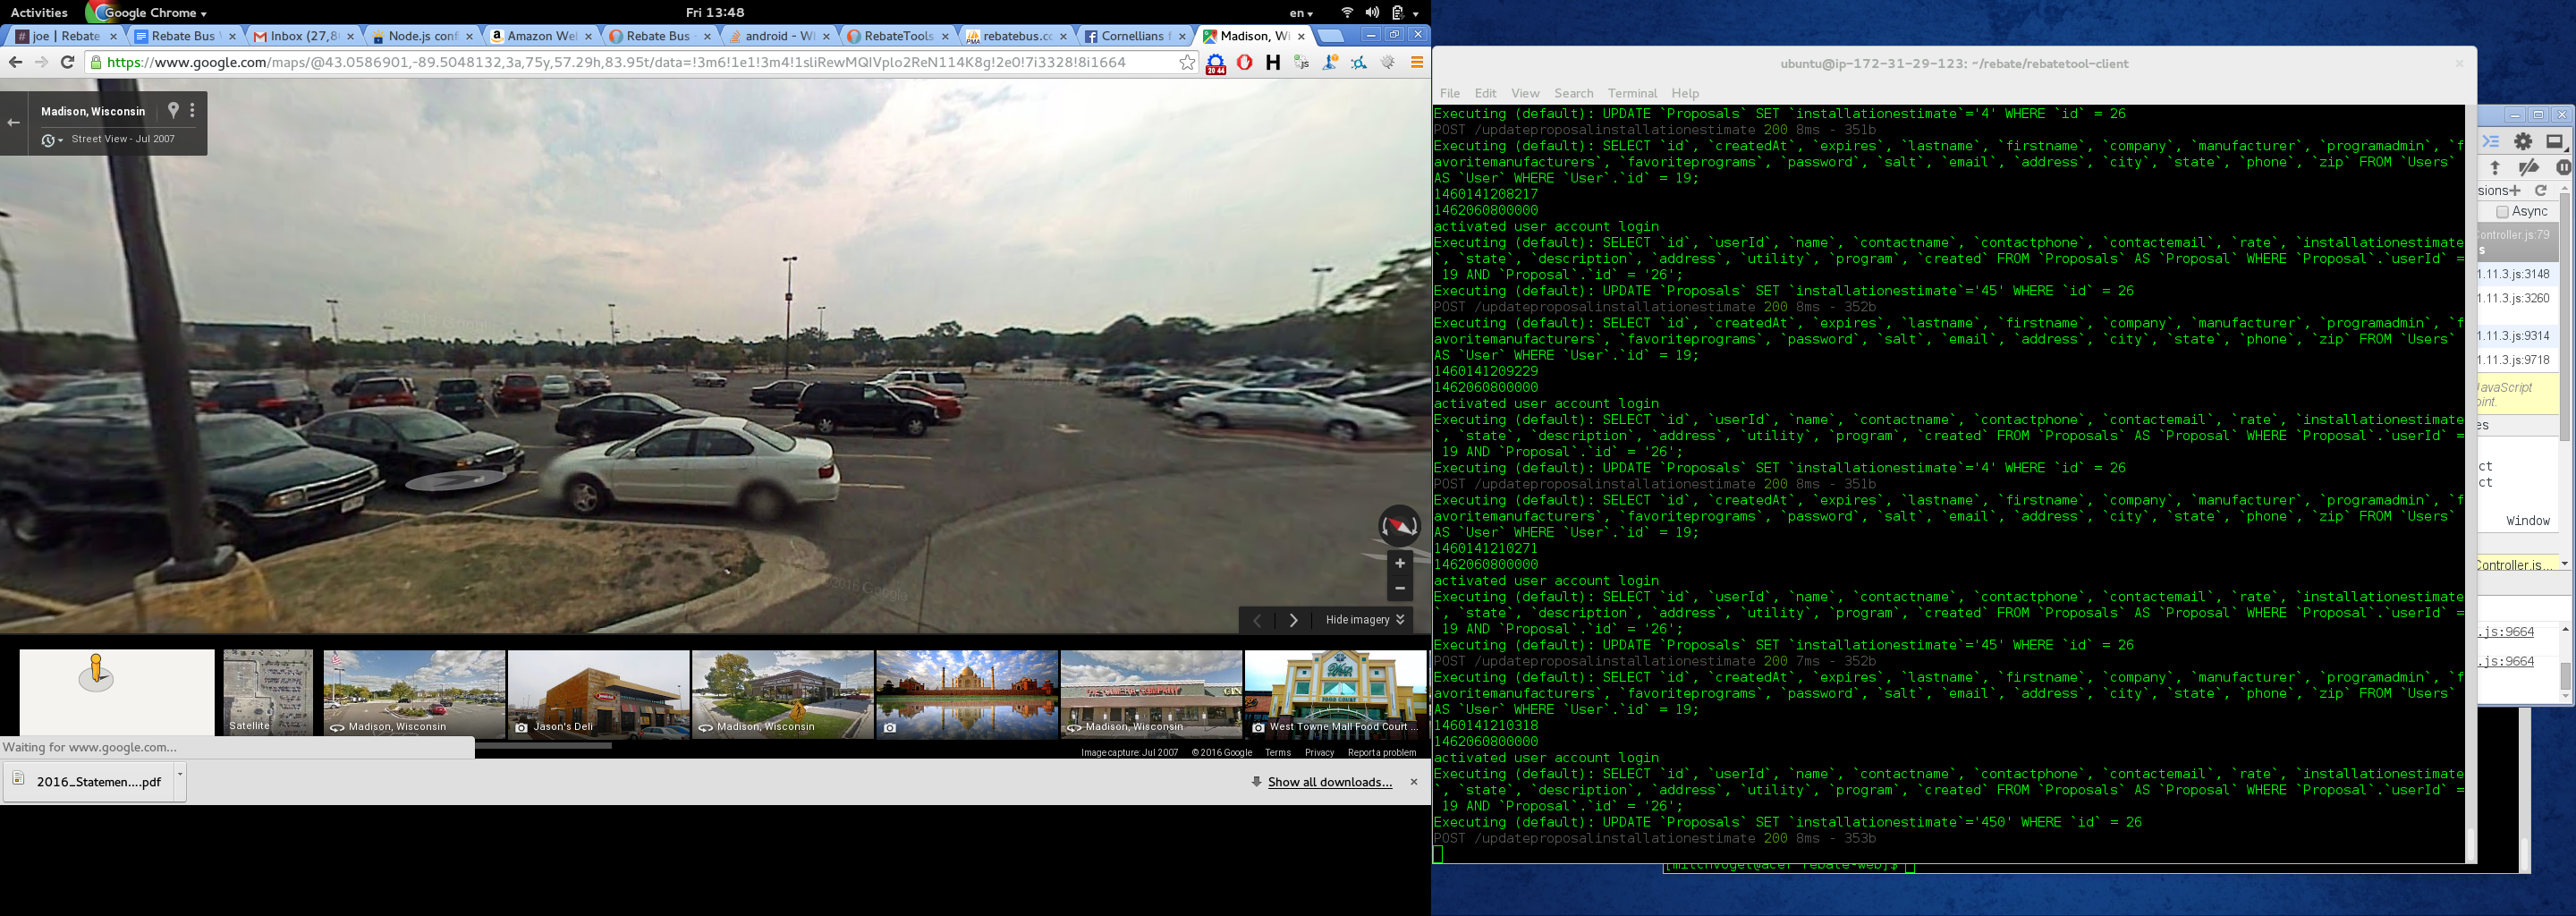 Activities
Google Chrome
Fri 13:48
en
joe | Rebate
Rebate Bus
Inbox (27,8
Node.js confi
Amazon Wel
Rebate Bus
android - Wl
RebateTools
rebatebus.co
Cornellians f
Madison, Wi
https://www.google.com/maps/@43.0586901,-89.5048132,3a,75y,57.29h,83.95t/data=!3m6!1e1!3m4!1sliRewMQIVplo2ReN114K8g!2e0!7i3328!8i1664
Madison, Wisconsin
Street View - Jul 2007
2016 Google
Hide imagery
Satellite
Madison, Wisconsin
Jason's Deli
Madison, Wisconsin
Madison, Wisconsin
West Towne Mall Food Court ...
Waiting for www.google.com...
Image capture: Jul 2007
© 2016 Google
Terms
Privacy
Report a problem
2016_Statemen....pdf
Show all downloads...
ubuntu@ip-172-31-29-123: ~/rebate/rebatetool-client
File Edit View Search Terminal Help
Executing (default): UPDATE `Proposals` SET `installationestimate`='4' WHERE `id` = 26
POST /updateproposalinstallationestimate 200 8ms - 351b
Executing (default): SELECT `id`, `createdAt`, `expires`, `lastname`, `firstname`, `company`, `manufacturer`, `programadmin`, `f
avoritemanufacturers`, `favoriteprograms`, `password`, `salt`, `email`, `address`, `city`, `state`, `phone`, `zip` FROM `Users`
AS `User` WHERE `User`.`id` = 19;
1460141208217
1462060800000
activated user account login
Executing (default): SELECT `id`, `userId`, `name`, `contactname`, `contactphone`, `contactemail`, `rate`, `installationestimate
`, `state`, `description`, `address`, `utility`, `program`, `created` FROM `Proposals` AS `Proposal` WHERE `Proposal`.`userId` =
19 AND `Proposal`.`id` = '26';
Executing (default): UPDATE `Proposals` SET `installationestimate`='45' WHERE `id` = 26
POST /updateproposalinstallationestimate 200 8ms - 352b
Executing (default): SELECT `id`, `createdAt`, `expires`, `lastname`, `firstname`, `company`, `manufacturer`, `programadmin`, `f
avoritemanufacturers`, `favoriteprograms`, `password`, `salt`, `email`, `address`, `city`, `state`, `phone`, `zip` FROM `Users`
AS `User` WHERE `User`.`id` = 19;
1460141209229
1462060800000
activated user account login
Executing (default): SELECT `id`, `userId`, `name`, `contactname`, `contactphone`, `contactemail`, `rate`, `installationestimate
`, `state`, `description`, `address`, `utility`, `program`, `created` FROM `Proposals` AS `Proposal` WHERE `Proposal`.`userId` =
19 AND `Proposal`.`id` = '26';
Executing (default): UPDATE `Proposals` SET `installationestimate`='4' WHERE `id` = 26
POST /updateproposalinstallationestimate 200 8ms - 351b
Executing (default): SELECT `id`, `createdAt`, `expires`, `lastname`, `firstname`, `company`, `manufacturer`, `programadmin`, `f
avoritemanufacturers`, `favoriteprograms`, `password`, `salt`, `email`, `address`, `city`, `state`, `phone`, `zip` FROM `Users`
AS `User` WHERE `User`.`id` = 19;
1460141210271
1462060800000
activated user account login
Executing (default): SELECT `id`, `userId`, `name`, `contactname`, `contactphone`, `contactemail`, `rate`, `installationestimate
`, `state`, `description`, `address`, `utility`, `program`, `created` FROM `Proposals` AS `Proposal` WHERE `Proposal`.`userId` =
19 AND `Proposal`.`id` = '26';
Executing (default): UPDATE `Proposals` SET `installationestimate`='45' WHERE `id` = 26
POST /updateproposalinstallationestimate 200 7ms - 352b
Executing (default): SELECT `id`, `createdAt`, `expires`, `lastname`, `firstname`, `company`, `manufacturer`, `programadmin`, `f
avoritemanufacturers`, `favoriteprograms`, `password`, `salt`, `email`, `address`, `city`, `state`, `phone`, `zip` FROM `Users`
AS `User` WHERE `User`.`id` = 19;
1460141210318
1462060800000
activated user account login
Executing (default): SELECT `id`, `userId`, `name`, `contactname`, `contactphone`, `contactemail`, `rate`, `installationestimate
`, `state`, `description`, `address`, `utility`, `program`, `created` FROM `Proposals` AS `Proposal` WHERE `Proposal`.`userId` =
19 AND `Proposal`.`id` = '26';
Executing (default): UPDATE `Proposals` SET `installationestimate`='450' WHERE `id` = 26
POST /updateproposalinstallationestimate 200 8ms - 353b
[mitchvogel@acer rebate-web]$
sions
Async
Controller.js:79
s
1.11.3.js:3148
1.11.3.js:3260
1.11.3.js:9314
1.11.3.js:9718
JavaScript
oint.
es
ct
ct
Window
Controller.js...
.js:9664
.js:9664